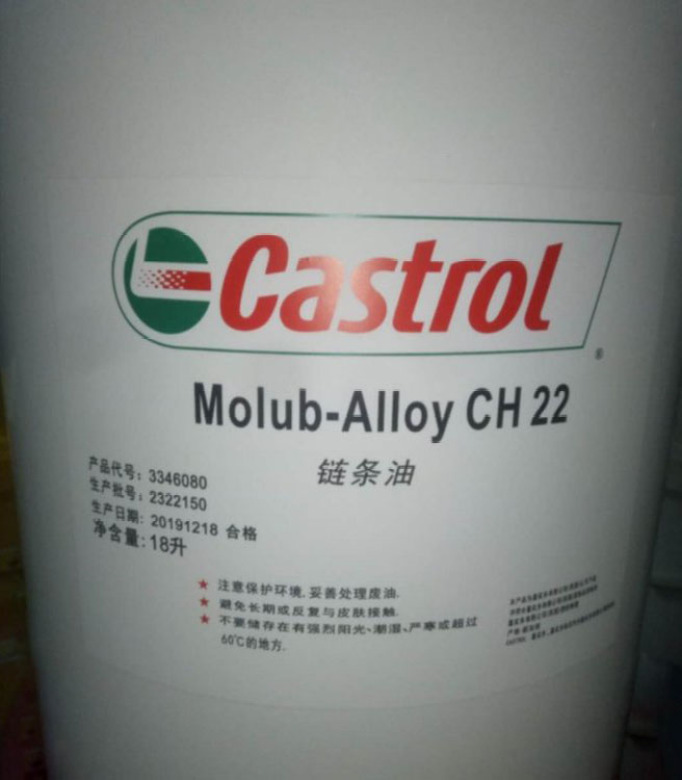 Castrol
®
Molub-Alloy CH 22
链条油
产品代号: 3346080
生产批号: 2322150
生产日期: 20191218 合格
净含量: 18升
★ 注意保护环境.妥善处理废油.
★ 避免长期或反复与皮肤接触.
★ 不要储存在有强烈阳光、潮湿、严寒或超过
60℃的地方.